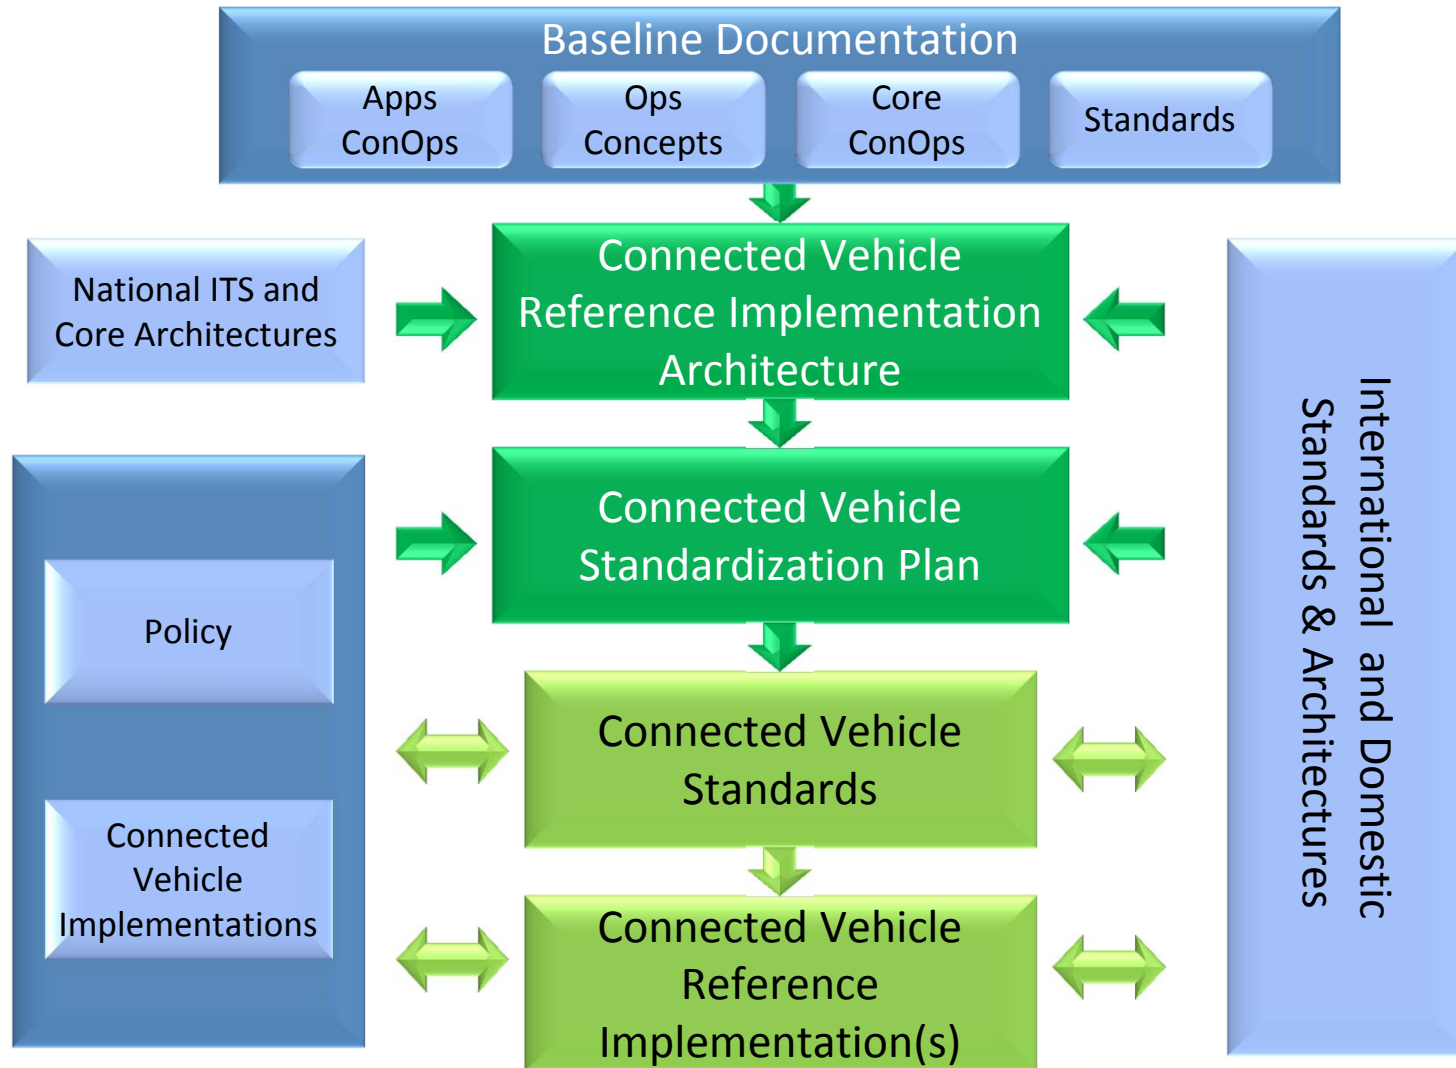 Baseline Documentation
Apps
ConOps
Ops
Concepts
Core
ConOps
Standards
National ITS and
Core Architectures
Connected Vehicle
Reference Implementation
Architecture
Connected Vehicle
Standardization Plan
Policy
Connected Vehicle
Standards
Connected
Vehicle
Implementations
Connected Vehicle
Reference
Implementation(s)
International and Domestic
Standards & Architectures